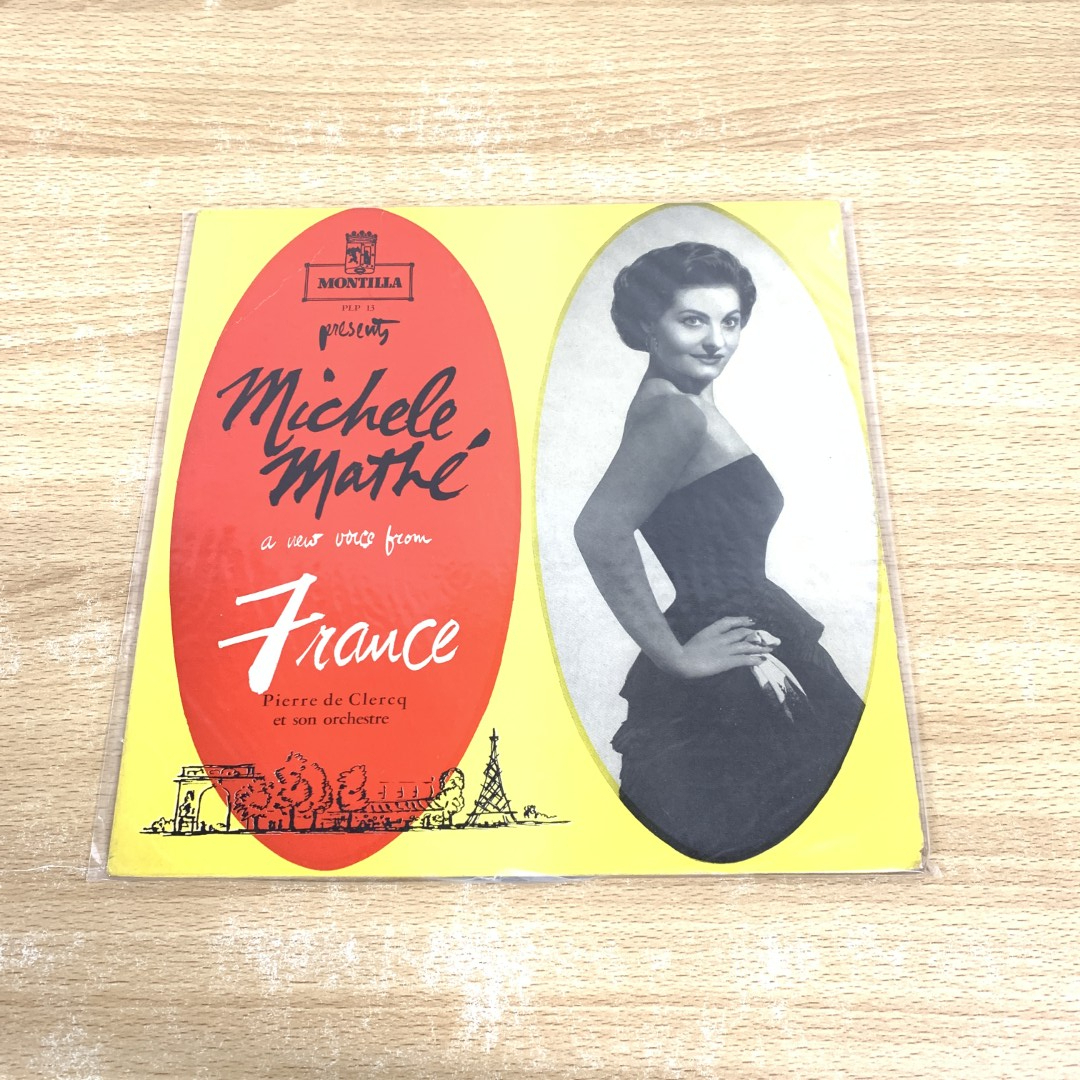 MONTILLA
PLP 13
presents
Michele
Mathé
a new voice from
France
Pierre de Clercq
et son orchestre